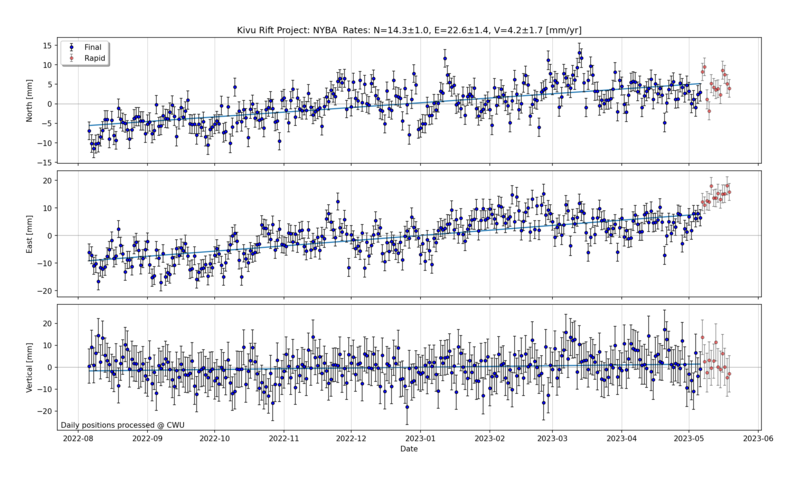 Kivu Rift Project: NYBA Rates: N=14.3±1.0, E=22.6±1.4, V=4.2±1.7 [mm/yr]
Final
Rapid
North [mm]
15
10
5
0
−5
−10
−15
East [mm]
20
10
0
−10
−20
Vertical [mm]
20
10
0
−10
−20
Daily positions processed @ CWU
2022-08 2022-09 2022-10 2022-11 2022-12 2023-01 2023-02 2023-03 2023-04 2023-05 2023-06
Date